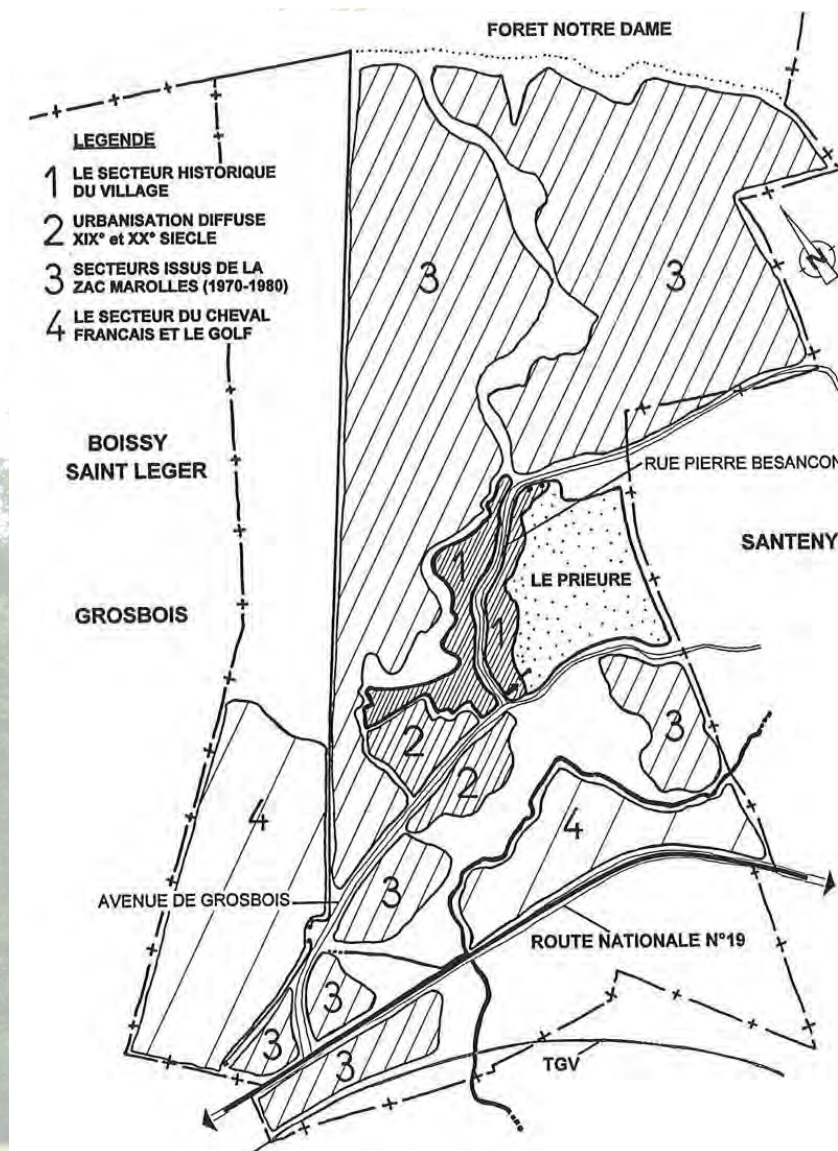 FORET NOTRE DAME
LEGENDE
1 LE SECTEUR HISTORIQUE
DU VILLAGE
2 URBANISATION DIFFUSE
XIX° et XX° SIECLE
3 SECTEURS ISSUS DE LA
ZAC MAROLLES (1970-1980)
4 LE SECTEUR DU CHEVAL
FRANCAIS ET LE GOLF
N
3
3
BOISSY
SAINT LEGER
RUE PIERRE BESANCON
SANTENY
1
LE PRIEURE
GROSBOIS
1
3
2
2
4
4
3
AVENUE DE GROSBOIS
ROUTE NATIONALE N°19
3
3
3
TGV